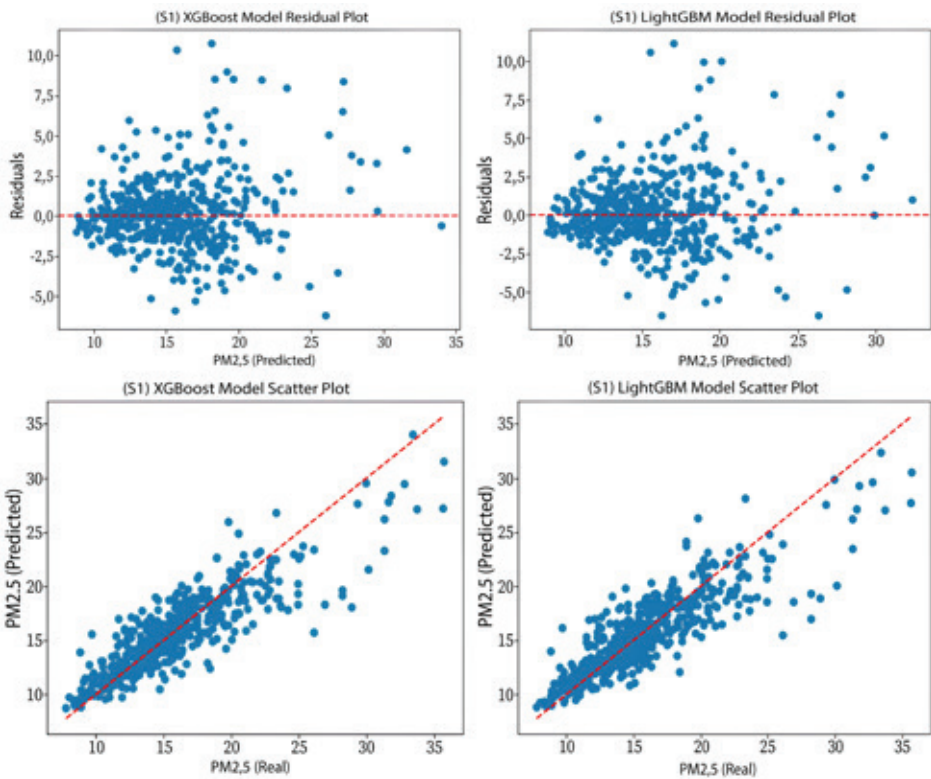 (S1) XGBoost Model Residual Plot
10,0
7,5
5,0
2,5
0,0
-2,5
-5,0
Residuals
10 15 20 25 30 35
PM2,5 (Predicted)
(S1) LightGBM Model Residual Plot
10,0
7,5
5,0
2,5
0,0
-2,5
-5,0
Residuals
10 15 20 25 30
PM2,5 (Predicted)
(S1) XGBoost Model Scatter Plot
35
30
25
20
15
10
PM2.5 (Predicted)
10 15 20 25 30 35
PM2,5 (Real)
(S1) LightGBM Model Scatter Plot
35
30
25
20
15
10
PM2.5 (Predicted)
10 15 20 25 30 35
PM2,5 (Real)